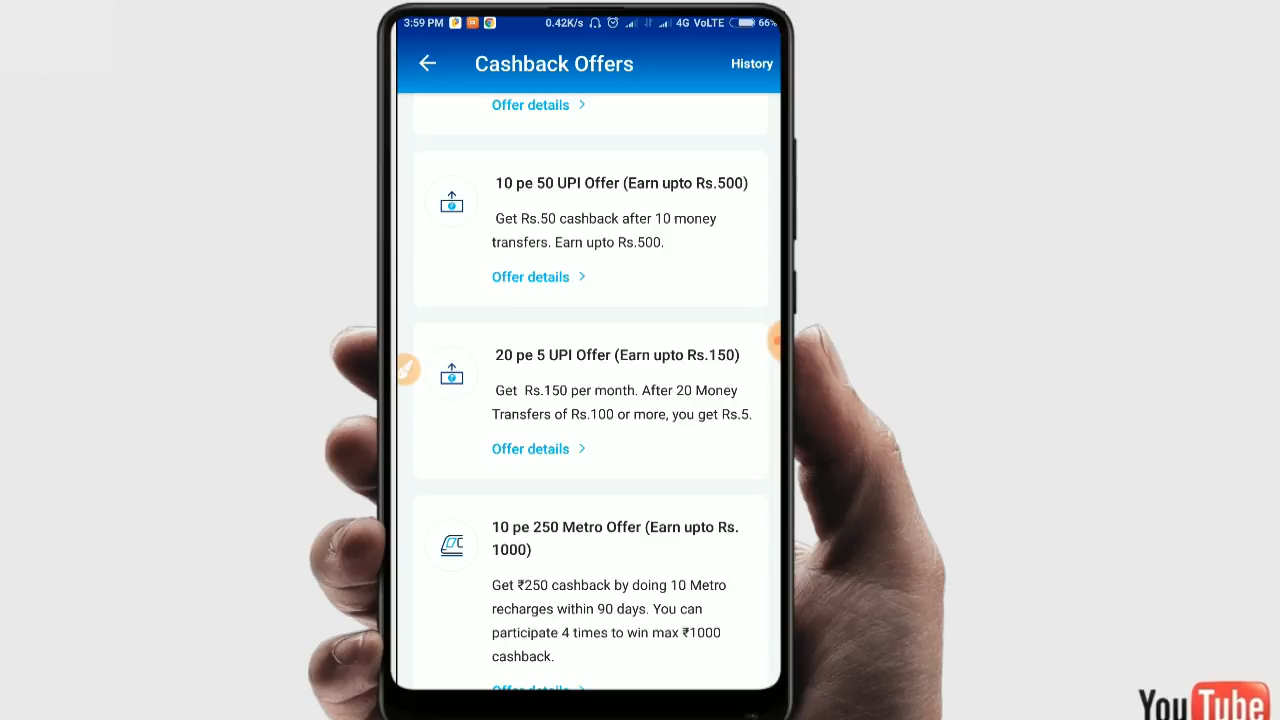 3:59 PM 0.42K/s 4G VoLTE 66%
Cashback Offers History
Offer details
10 pe 50 UPI Offer (Earn upto Rs.500)
Get Rs.50 cashback after 10 money
transfers. Earn upto Rs.500.
Offer details
20 pe 5 UPI Offer (Earn upto Rs.150)
Get Rs.150 per month. After 20 Money
Transfers of Rs.100 or more, you get Rs.5.
Offer details
10 pe 250 Metro Offer (Earn upto Rs.
1000)
Get ₹250 cashback by doing 10 Metro
recharges within 90 days. You can
participate 4 times to win max ₹1000
cashback.
Offer details
YouTube